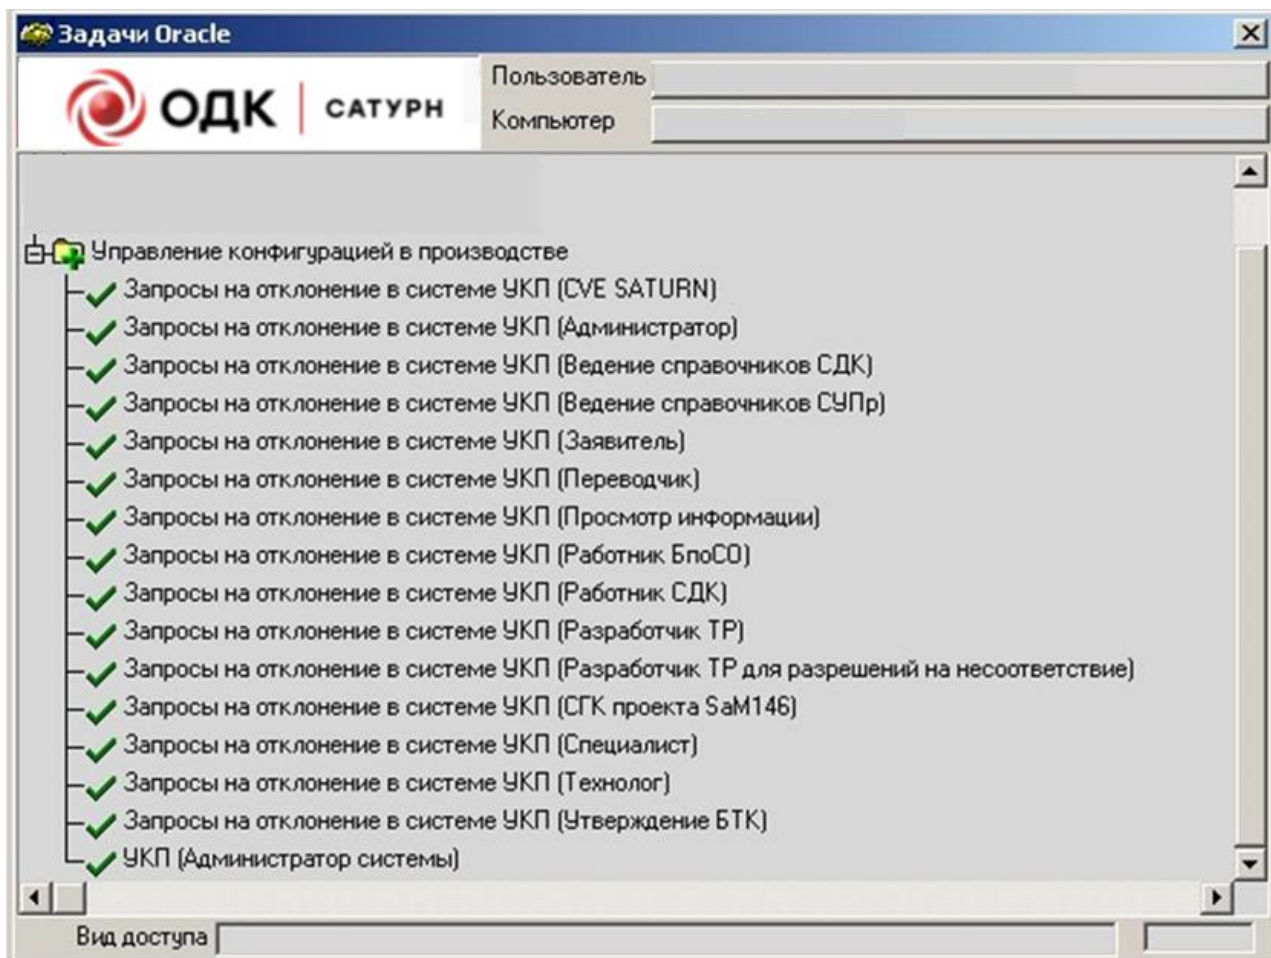 Задачи Oracle
ОДК | САТУРН
Пользователь
Компьютер
Управление конфигурацией в производстве
Запросы на отклонение в системе УКП (CVE SATURN)
Запросы на отклонение в системе УКП (Администратор)
Запросы на отклонение в системе УКП (Ведение справочников СДК)
Запросы на отклонение в системе УКП (Ведение справочников СУПр)
Запросы на отклонение в системе УКП (Заявитель)
Запросы на отклонение в системе УКП (Переводчик)
Запросы на отклонение в системе УКП (Просмотр информации)
Запросы на отклонение в системе УКП (Работник БпоСО)
Запросы на отклонение в системе УКП (Работник СДК)
Запросы на отклонение в системе УКП (Разработчик ТР)
Запросы на отклонение в системе УКП (Разработчик ТР для разрешений на несоответствие)
Запросы на отклонение в системе УКП (СГК проекта SaM146)
Запросы на отклонение в системе УКП (Специалист)
Запросы на отклонение в системе УКП (Технолог)
Запросы на отклонение в системе УКП (Утверждение БТК)
УКП (Администратор системы)
Вид доступа